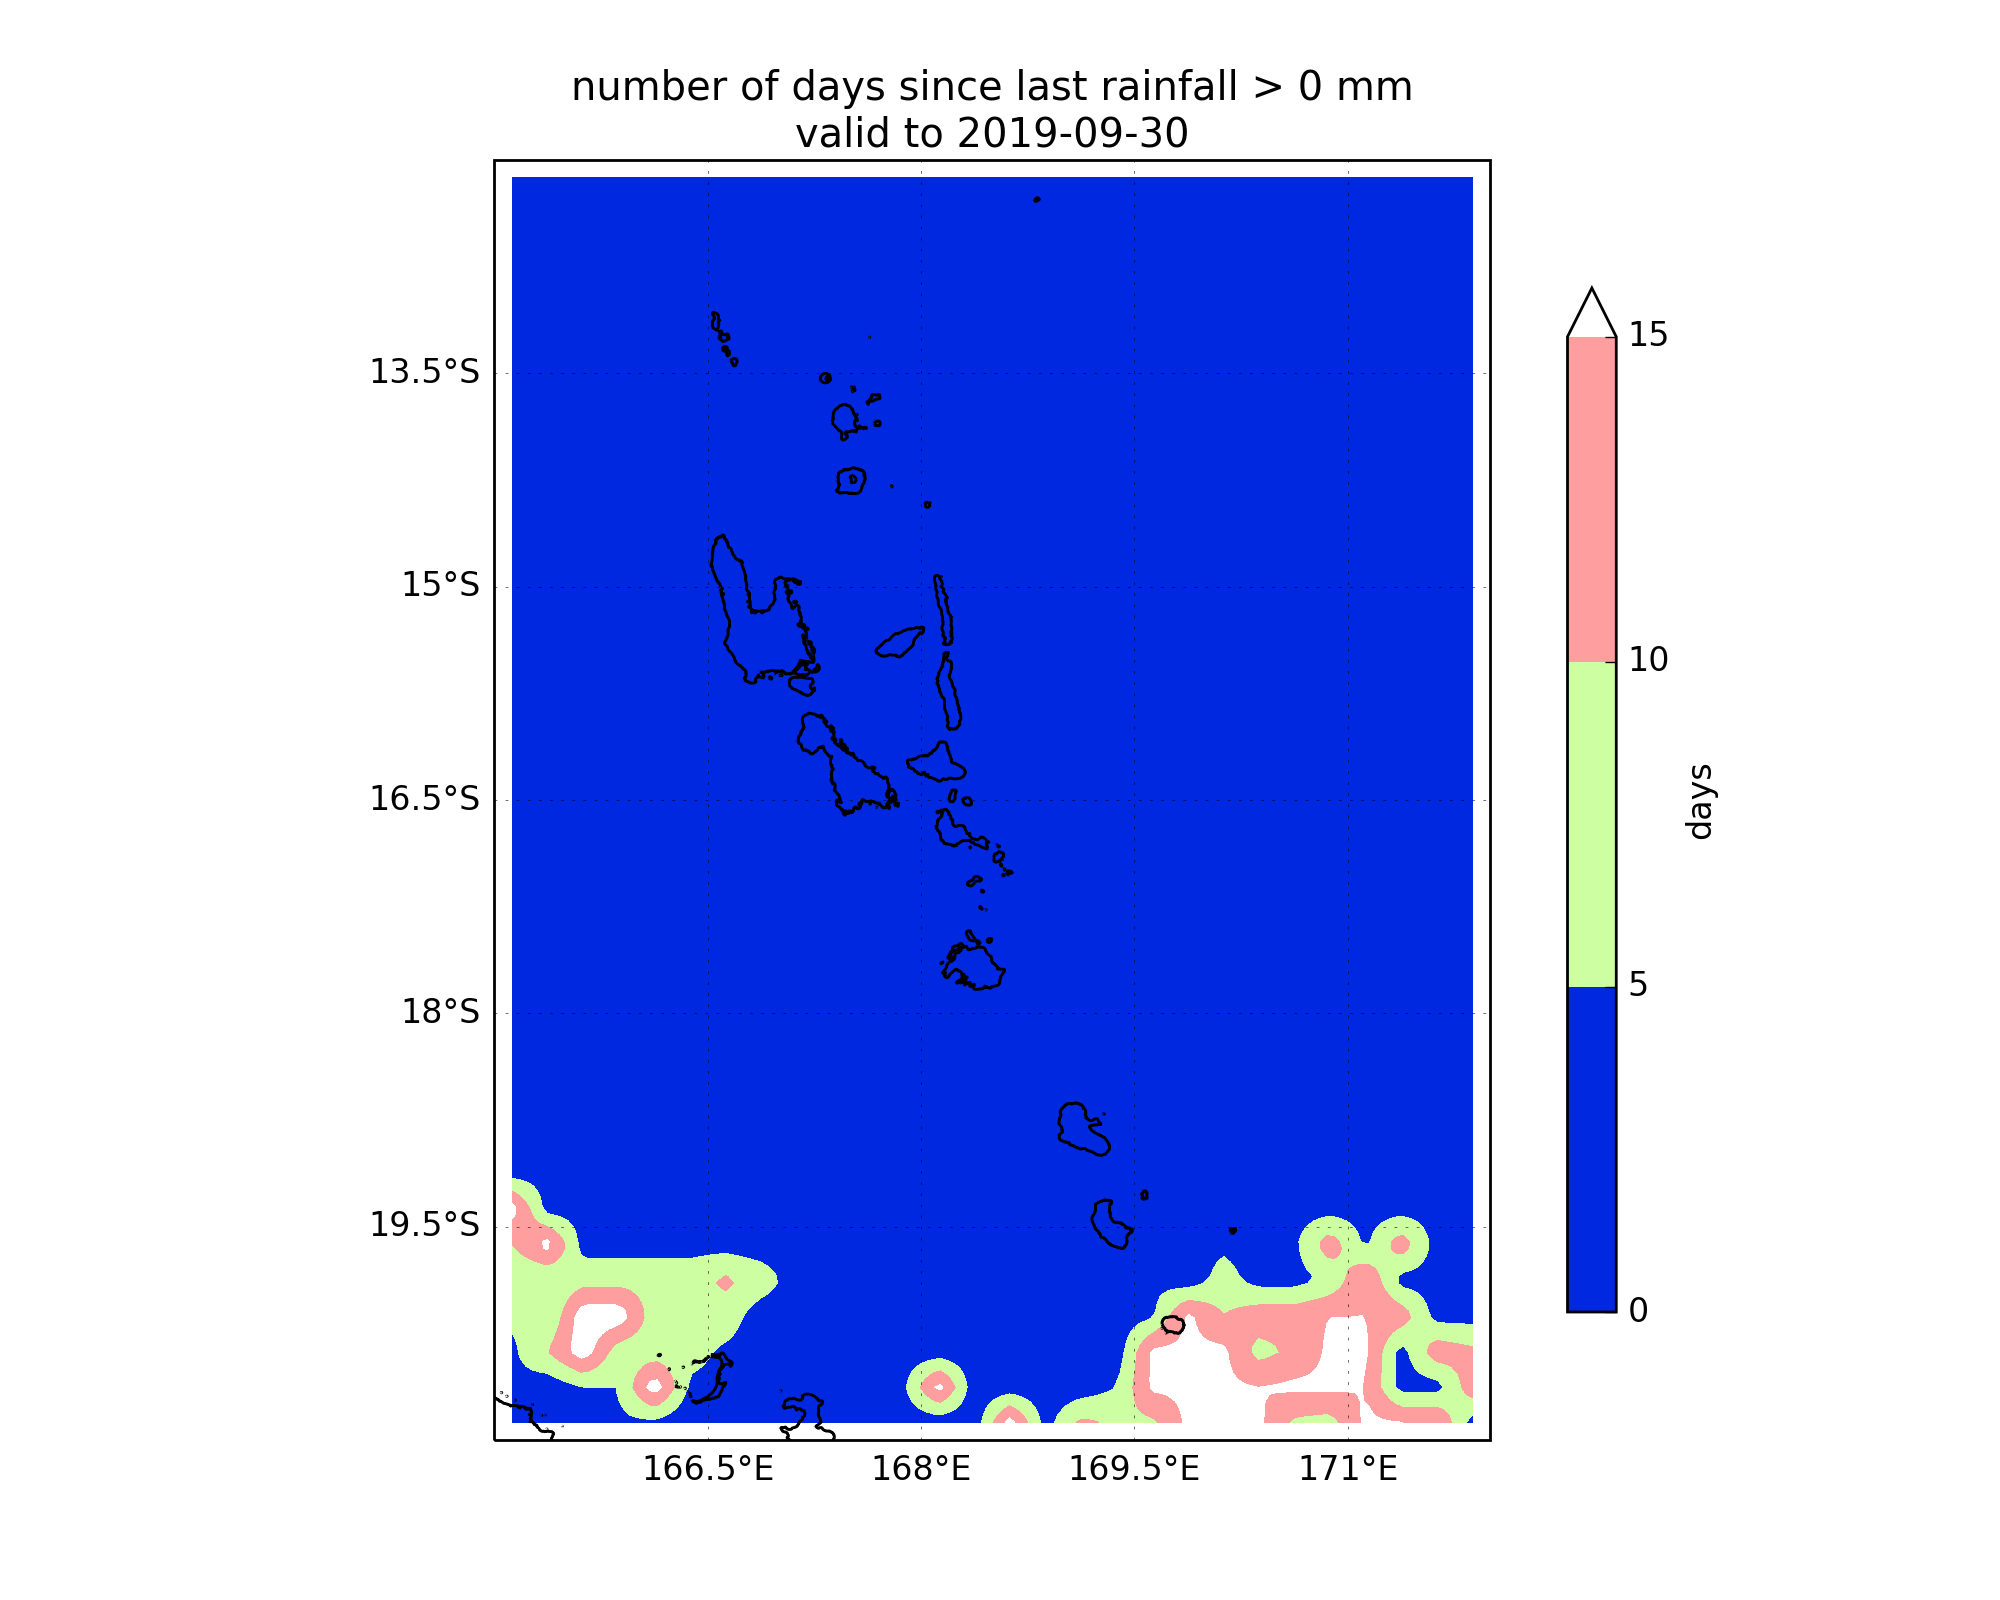 number of days since last rainfall > 0 mm
valid to 2019-09-30
13.5°S
15°S
16.5°S
18°S
19.5°S
166.5°E
168°E
169.5°E
171°E
15
10
5
0
days